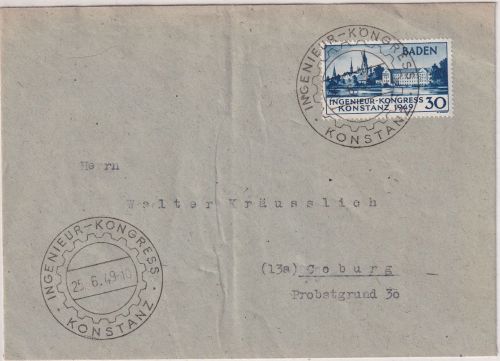 · INGENIEUR-KONGRESS · KONSTANZ
BADEN
INGENIEUR-KONGRESS
KONSTANZ 1949 30
Herrn
Walter Kräusslich
(13a) Coburg
Probstgrund 30
· INGENIEUR-KONGRESS · KONSTANZ
25.6.49-10